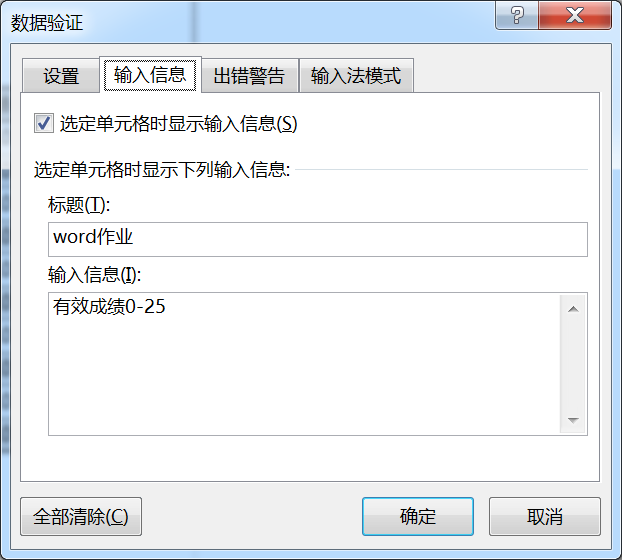 数据验证
设置 输入信息 出错警告 输入法模式
选定单元格时显示输入信息(S)
选定单元格时显示下列输入信息:
标题(T):
word作业
输入信息(I):
有效成绩0-25
全部清除(C) 确定 取消